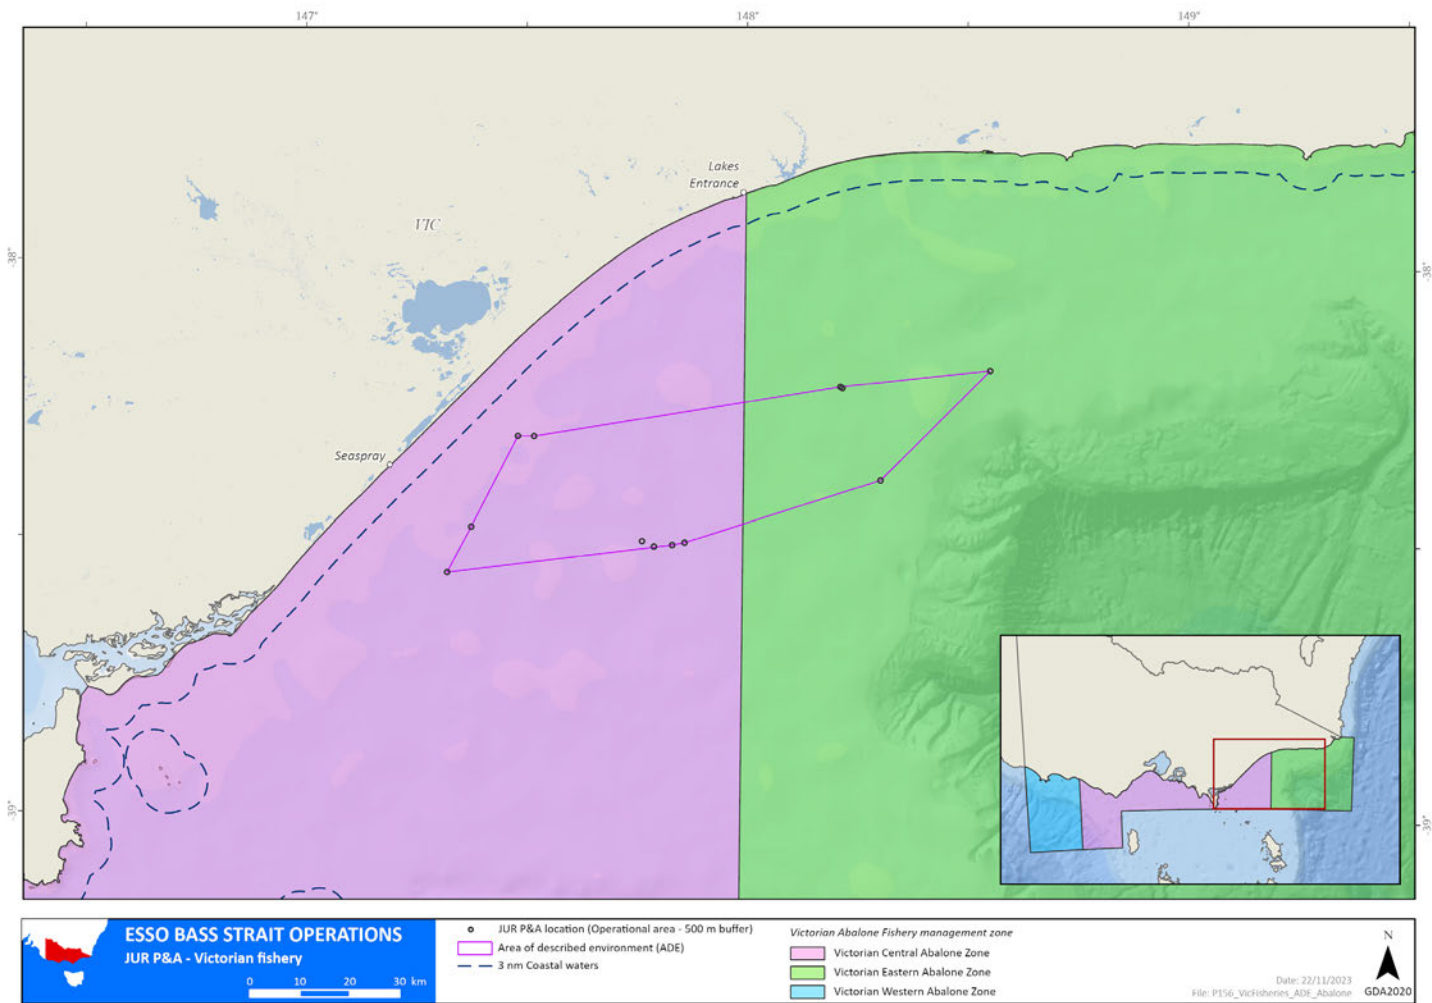 147°
148°
149°
Lakes
Entrance
VIC
-38°
-38°
Seaspray
-39°
-39°
ESSO BASS STRAIT OPERATIONS
JUR P&A - Victorian fishery
0 10 20 30 km
JUR P&A location (Operational area - 500 m buffer)
Area of described environment (ADE)
3 nm Coastal waters
Victorian Abalone Fishery management zone
Victorian Central Abalone Zone
Victorian Eastern Abalone Zone
Victorian Western Abalone Zone
N
Date: 22/11/2023
File: P156_VicFisheries_ADE_Abalone
GDA2020